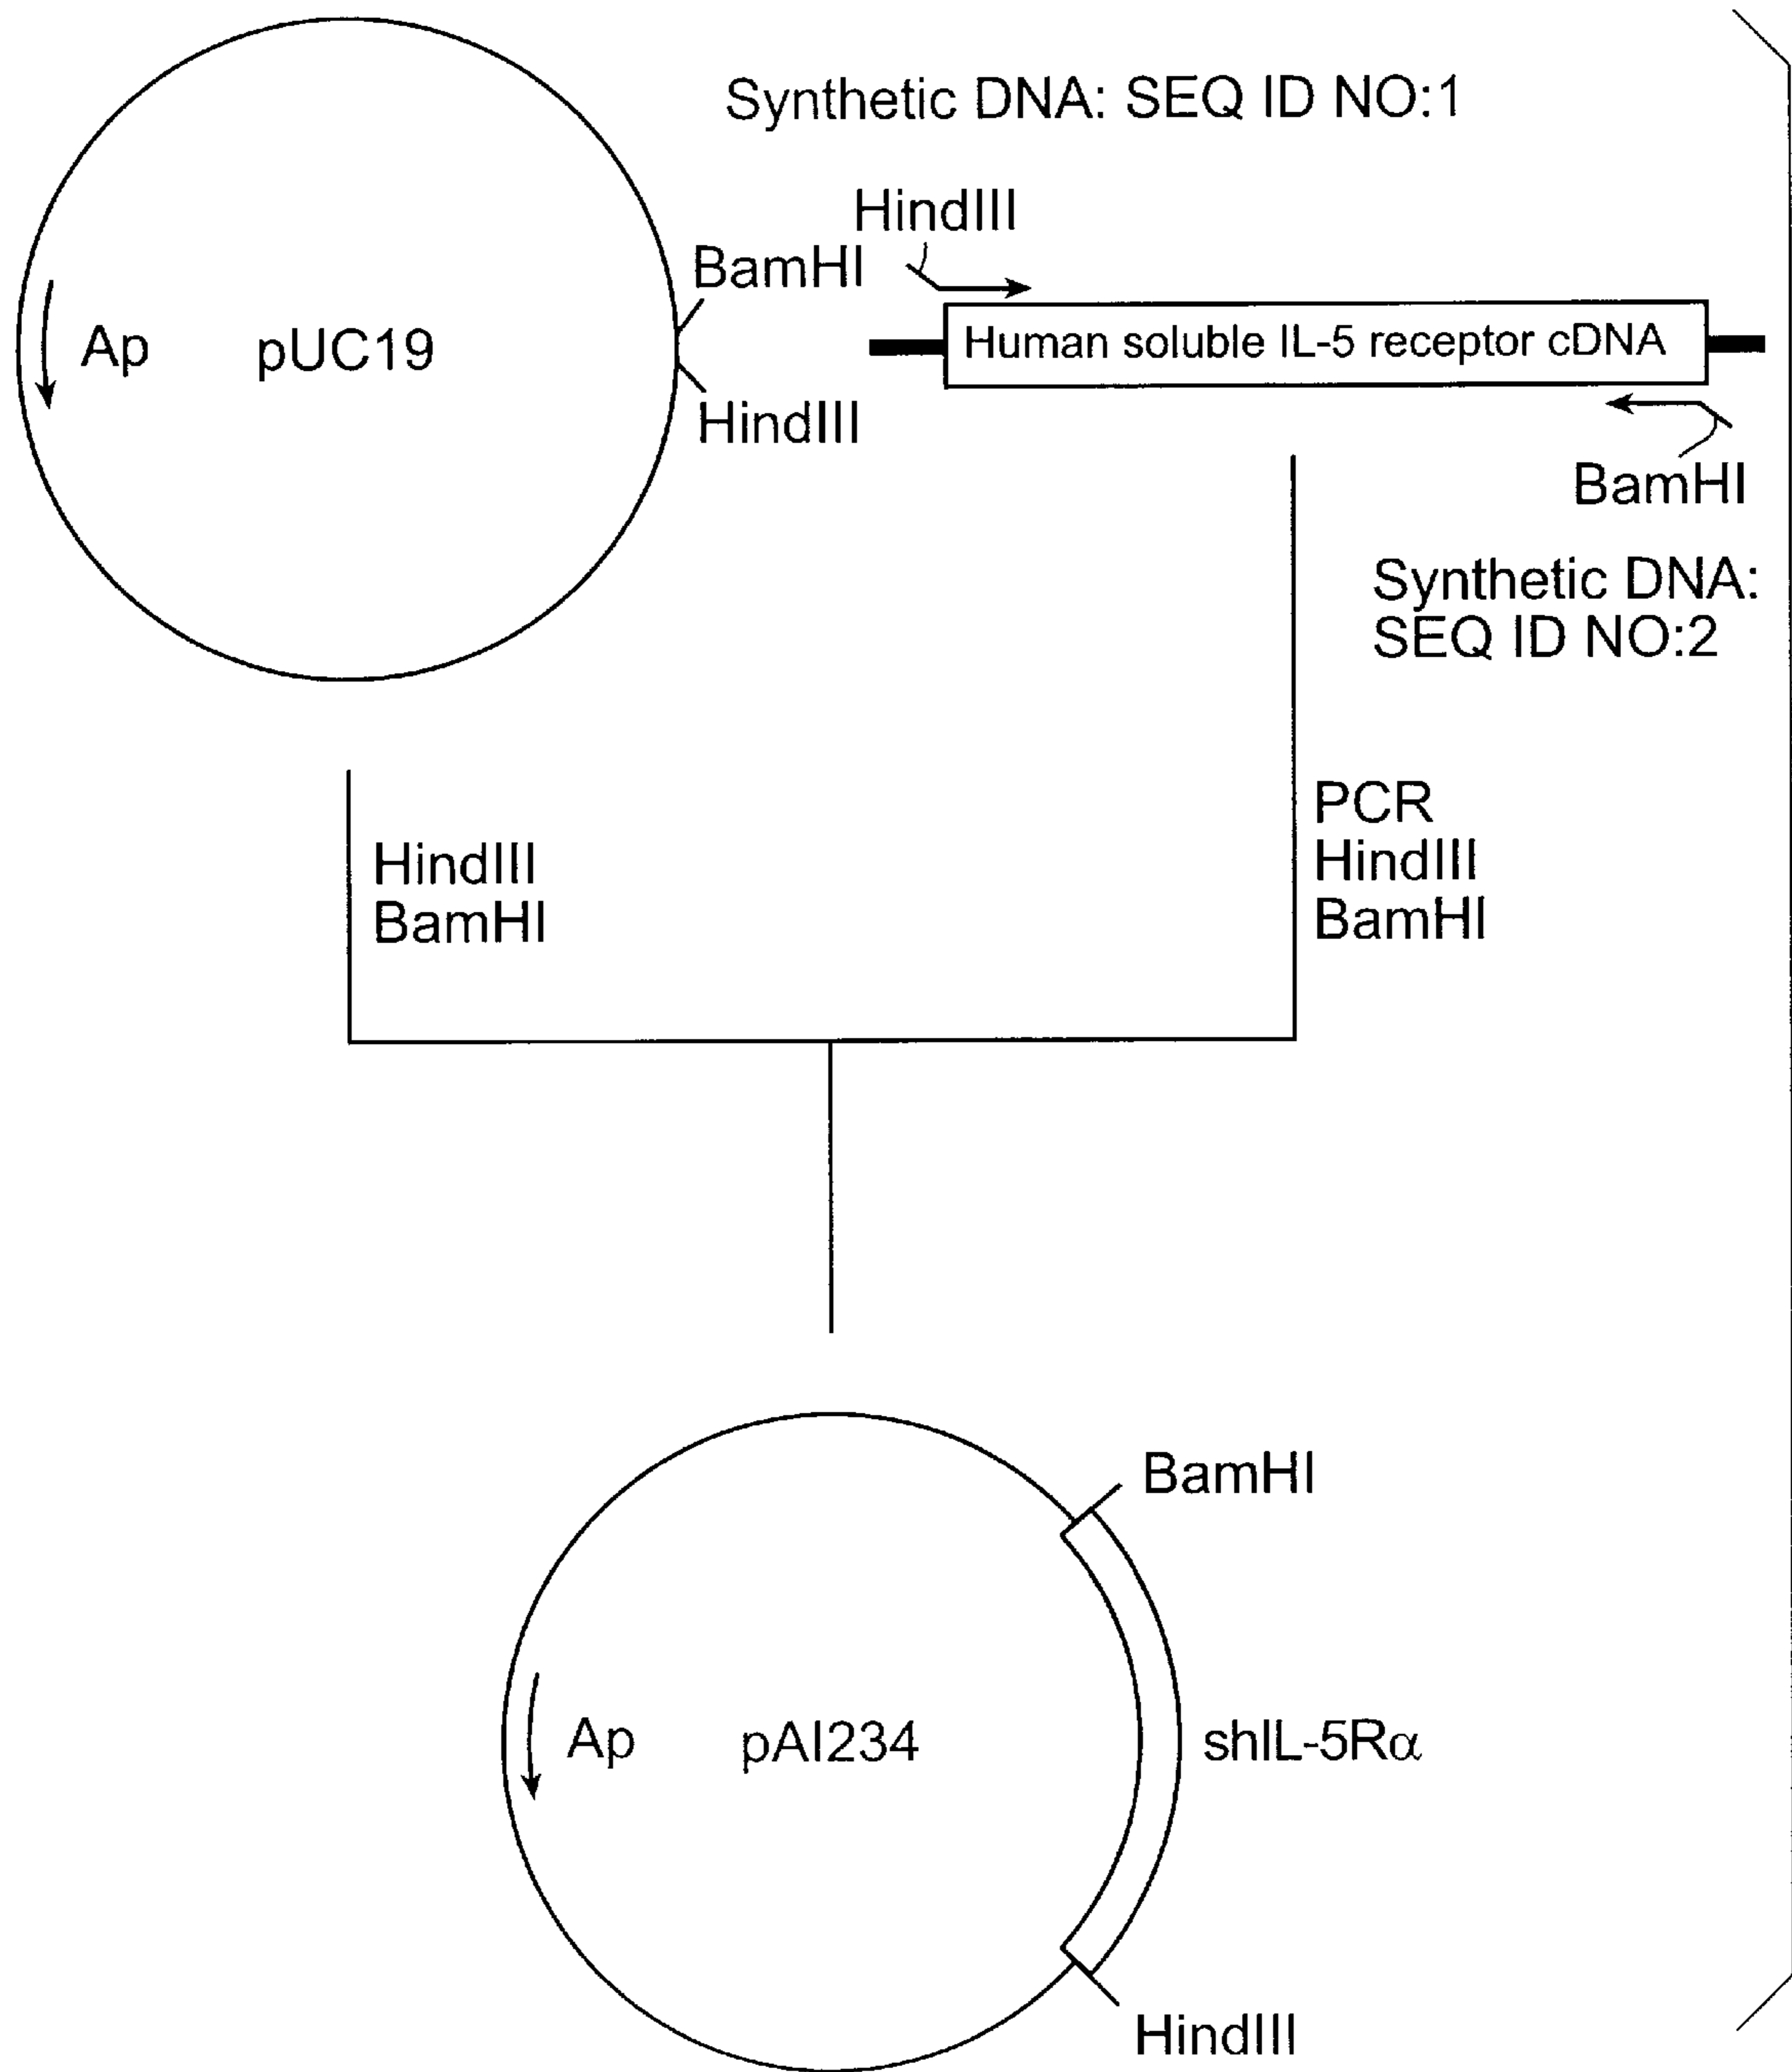 Synthetic DNA: SEQ ID NO:1
HindIII
BamHI
Ap
pUC19
Human soluble IL-5 receptor cDNA
HindIII
BamHI
Synthetic DNA:
SEQ ID NO:2
HindIII
BamHI
PCR
HindIII
BamHI
BamHI
Ap
pAI234
shIL-5Rα
HindIII